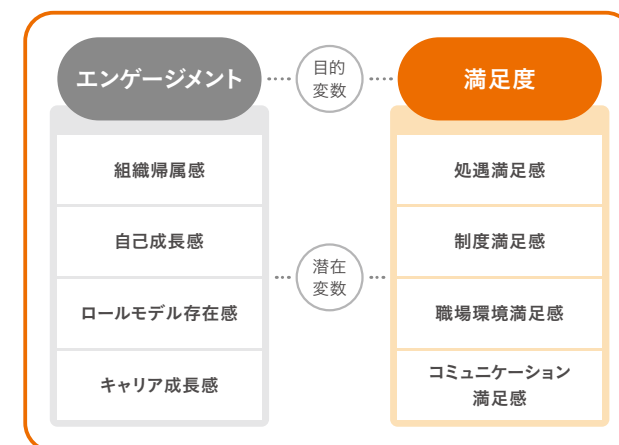 エンゲージメント
目的
変数
満足度
組織帰属感
処遇満足感
自己成長感
制度満足感
潜在
変数
ロールモデル存在感
職場環境満足感
キャリア成長感
コミュニケーション
満足感